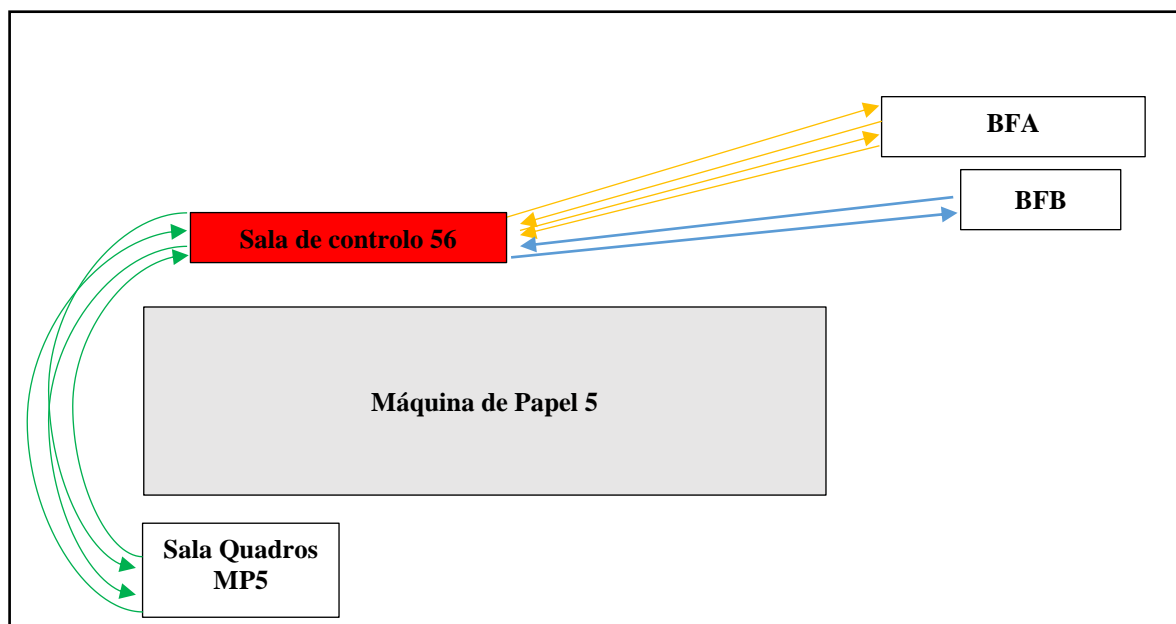 BFA
BFB
Sala de controlo 56
Máquina de Papel 5
Sala Quadros
MP5